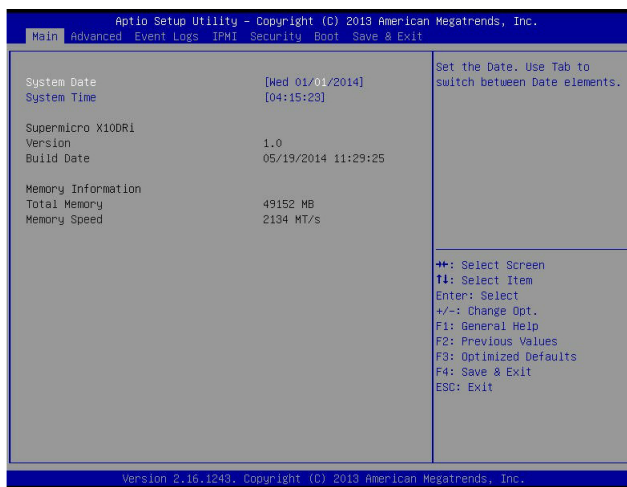 Aptio Setup Utility – Copyright (C) 2013 American Megatrends, Inc.
Main Advanced Event Logs IPMI Security Boot Save & Exit
System Date [Wed 01/01/2014]
System Time [04:15:23]
Supermicro X10DRi
Version 1.0
Build Date 05/19/2014 11:29:25
Memory Information
Total Memory 49152 MB
Memory Speed 2134 MT/s
Set the Date. Use Tab to
switch between Date elements.
→←: Select Screen
↑↓: Select Item
Enter: Select
+/-: Change Opt.
F1: General Help
F2: Previous Values
F3: Optimized Defaults
F4: Save & Exit
ESC: Exit
Version 2.16.1243. Copyright (C) 2013 American Megatrends, Inc.